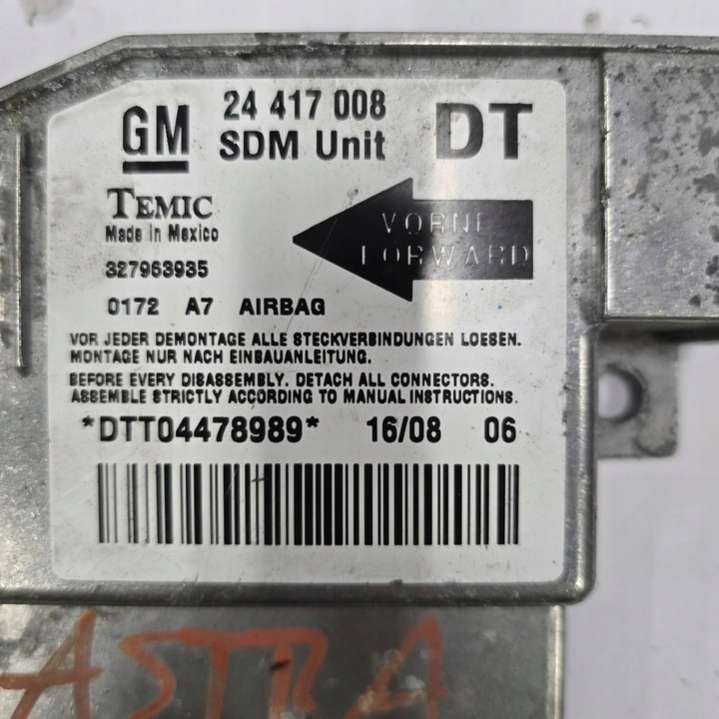 GM 24 417 008 DT
SDM Unit
TEMIC
Made in Mexico
VORNE
FORWARD
327963935
0172 A7 AIRBAG
VOR JEDER DEMONTAGE ALLE STECKVERBINDUNGEN LOESEN.
MONTAGE NUR NACH EINBAUANLEITUNG.
BEFORE EVERY DISASSEMBLY. DETACH ALL CONNECTORS.
ASSEMBLE STRICTLY ACCORDING TO MANUAL INSTRUCTIONS.
*DTT04478989* 16/08 06
ASTRA